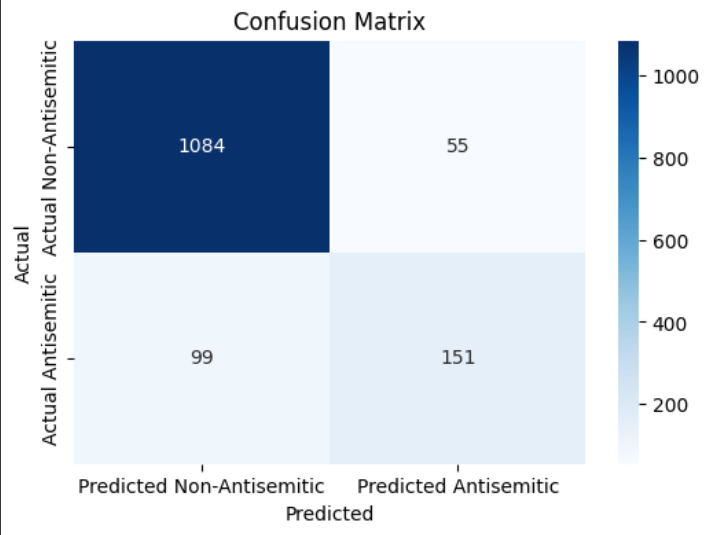 Confusion Matrix
Actual
Actual Non-Antisemitic
Actual Antisemitic
1084
55
99
151
1000
800
600
400
200
Predicted Non-Antisemitic
Predicted Antisemitic
Predicted